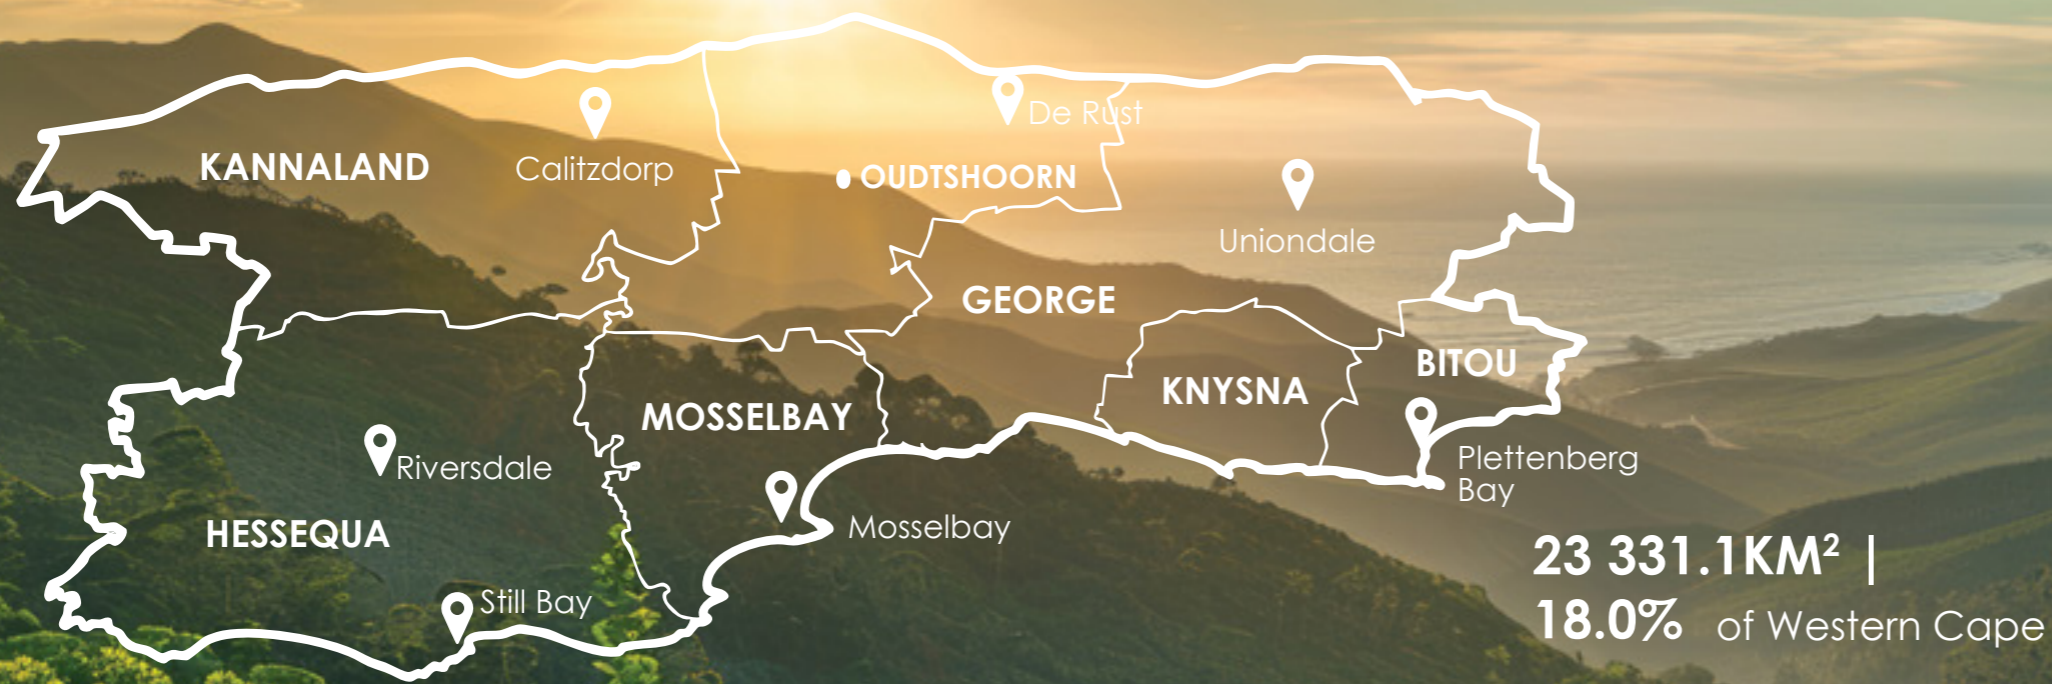 De Rust
KANNALAND
Calitzdorp
OUDTSHOORN
Uniondale
GEORGE
BITOU
KNYSNA
MOSSELBAY
Riversdale
Plettenberg
Bay
HESSEQUA
Mosselbay
Still Bay
23 331.1KM² |
18.0% of Western Cape